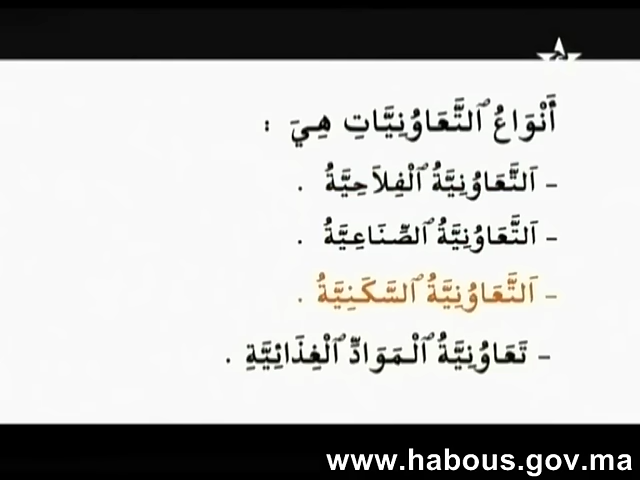 أَنْوَاعُ ٱلتَّعَاوُنِيَّاتِ هِيَ :
- اَلتَّعَاوُنِيَّةُ ٱلْفِلاَحِيَّةُ .
- اَلتَّعَاوُنِيَّةُ ٱلصِّنَاعِيَّةُ .
- اَلتَّعَاوُنِيَّةُ ٱلسَّكَنِيَّةُ .
- تَعَاوُنِيَّةُ ٱلْمَوَادِّ ٱلْغِذَائِيَّةِ .
www.habous.gov.ma